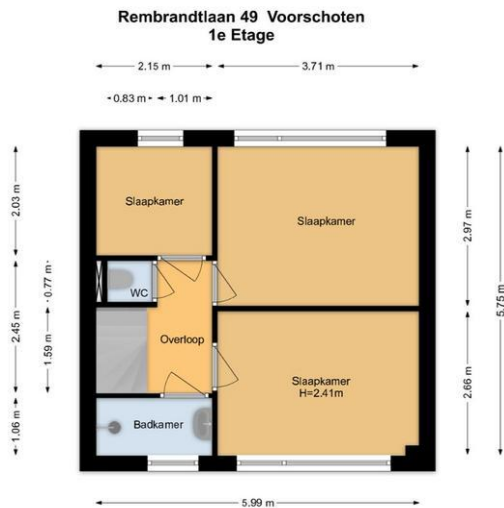 Rembrandtlaan 49 Voorschoten
1e Etage
2.15 m
3.71 m
0.83 m
1.01 m
2.03 m
2.97 m
5.75 m
Slaapkamer
Slaapkamer
2.45 m
0.77 m
WC
1.59 m
Overloop
2.66 m
Slaapkamer
H=2.41m
1.06 m
Badkamer
5.99 m